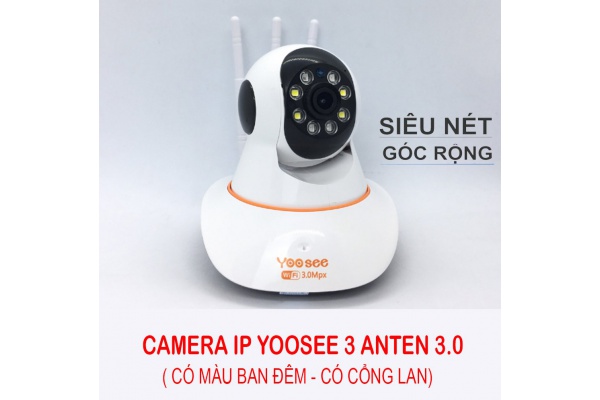 SIÊU NÉT
GÓC RỘNG
Yoosee
WiFi 3.0Mpx
CAMERA IP YOOSEE 3 ANTEN 3.0
( CÓ MÀU BAN ĐÊM - CÓ CỔNG LAN)